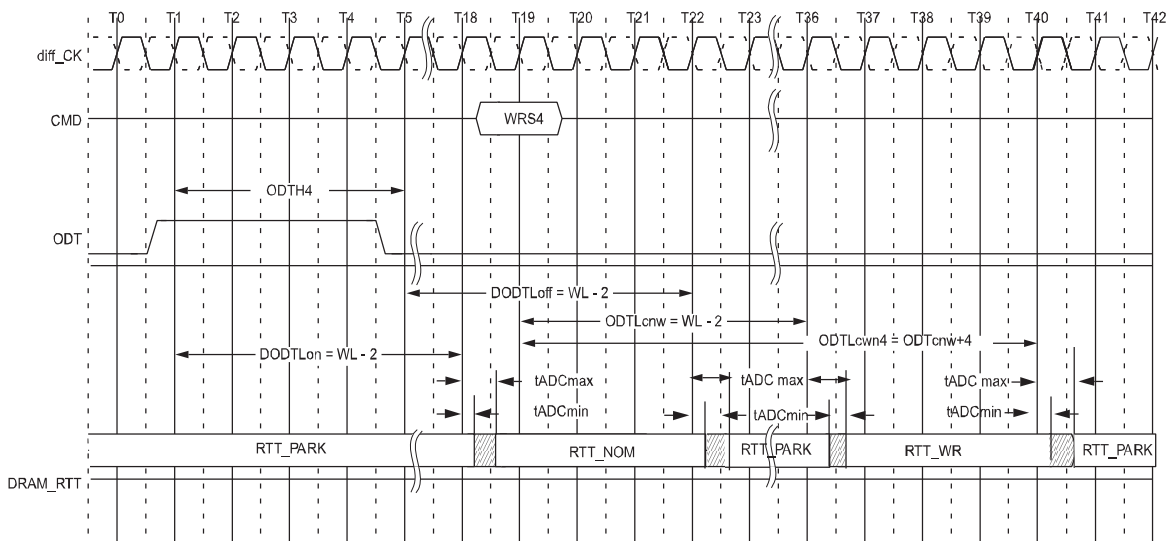 T0 T1 T2 T3 T4 T5 T18 T19 T20 T21 T22 T23 T36 T37 T38 T39 T40 T41 T42
diff_CK
CMD
WRS4
ODTH4
ODT
DODTLoff = WL - 2
ODTLcnw = WL - 2
ODTLcwn4 = ODTcnw+4
DODTLon = WL - 2
tADCmax tADC max tADC max
tADCmin tADCmin tADCmin
RTT_PARK RTT_NOM RTT_PARK RTT_WR RTT_PARK
DRAM_RTT